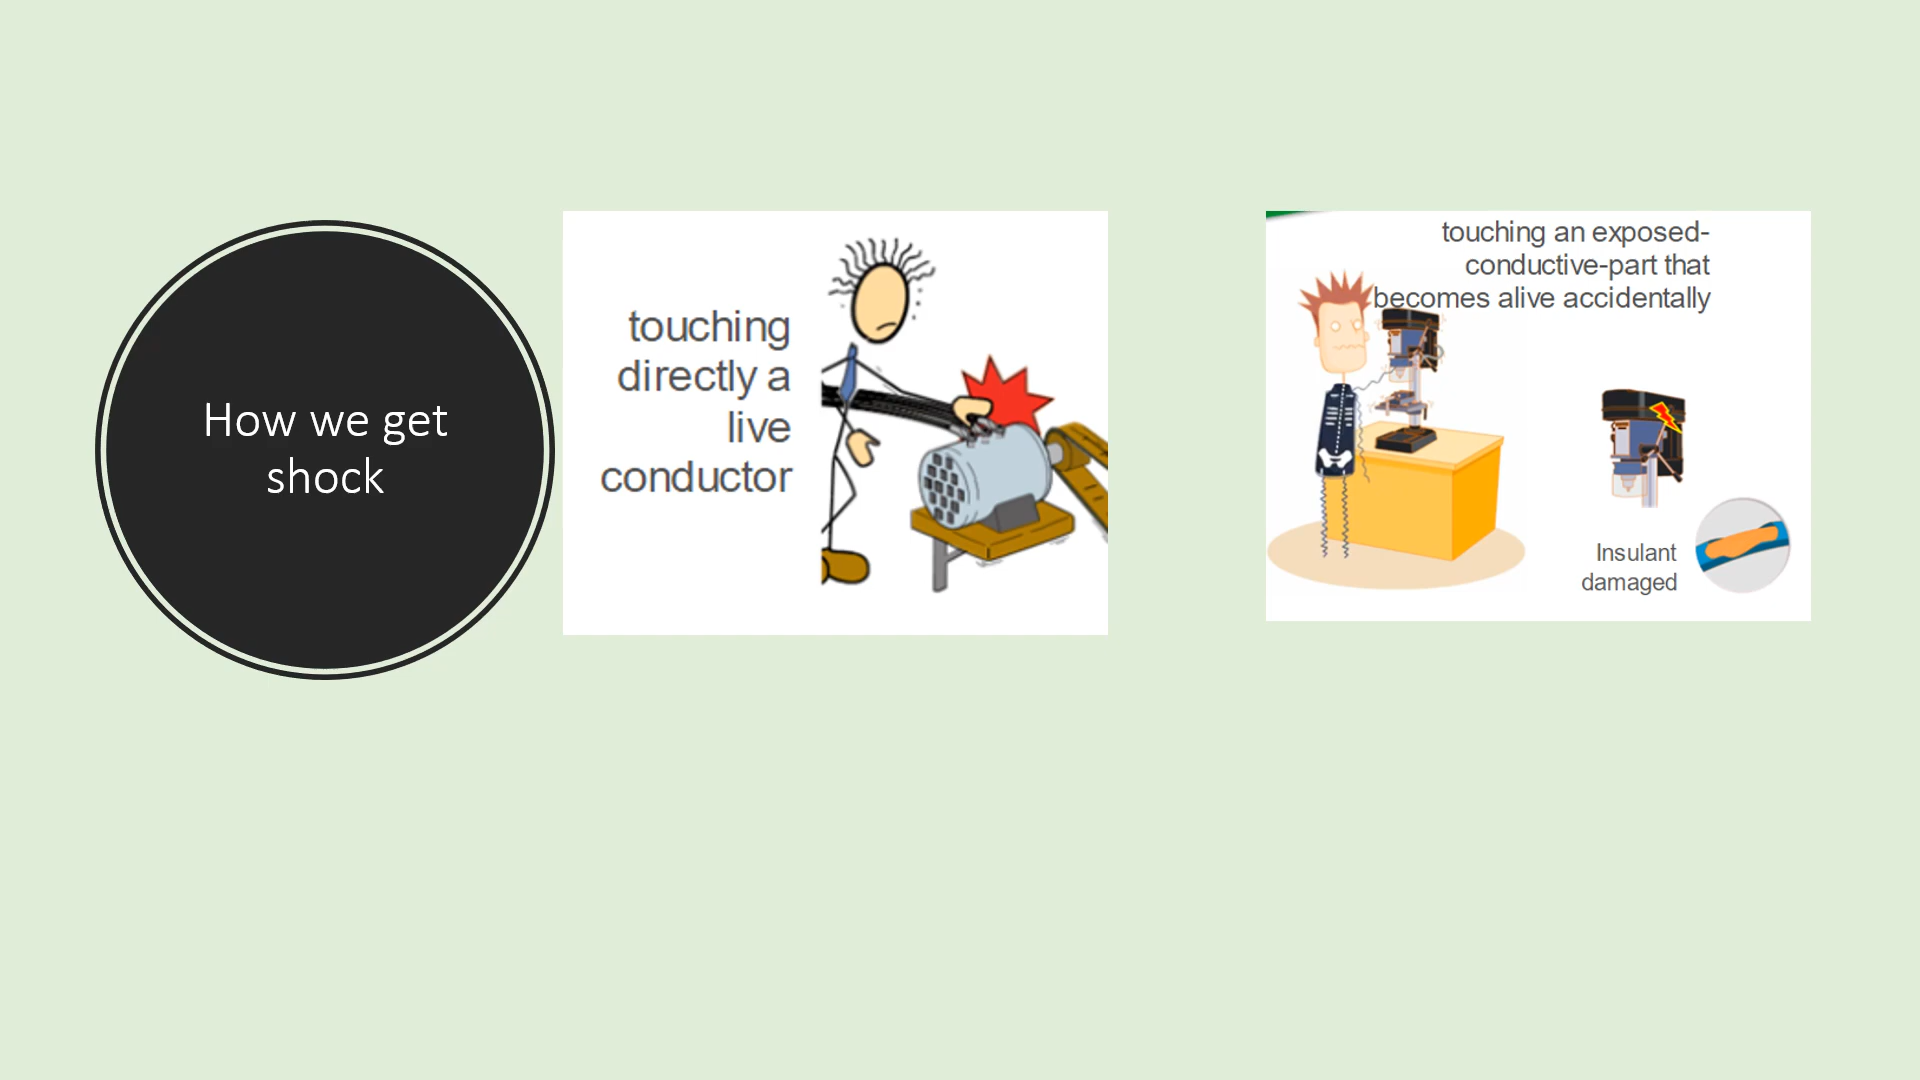 How we get
shock
touching
directly a
live
conductor
touching an exposed-
conductive-part that
becomes alive accidentally
Insulant
damaged